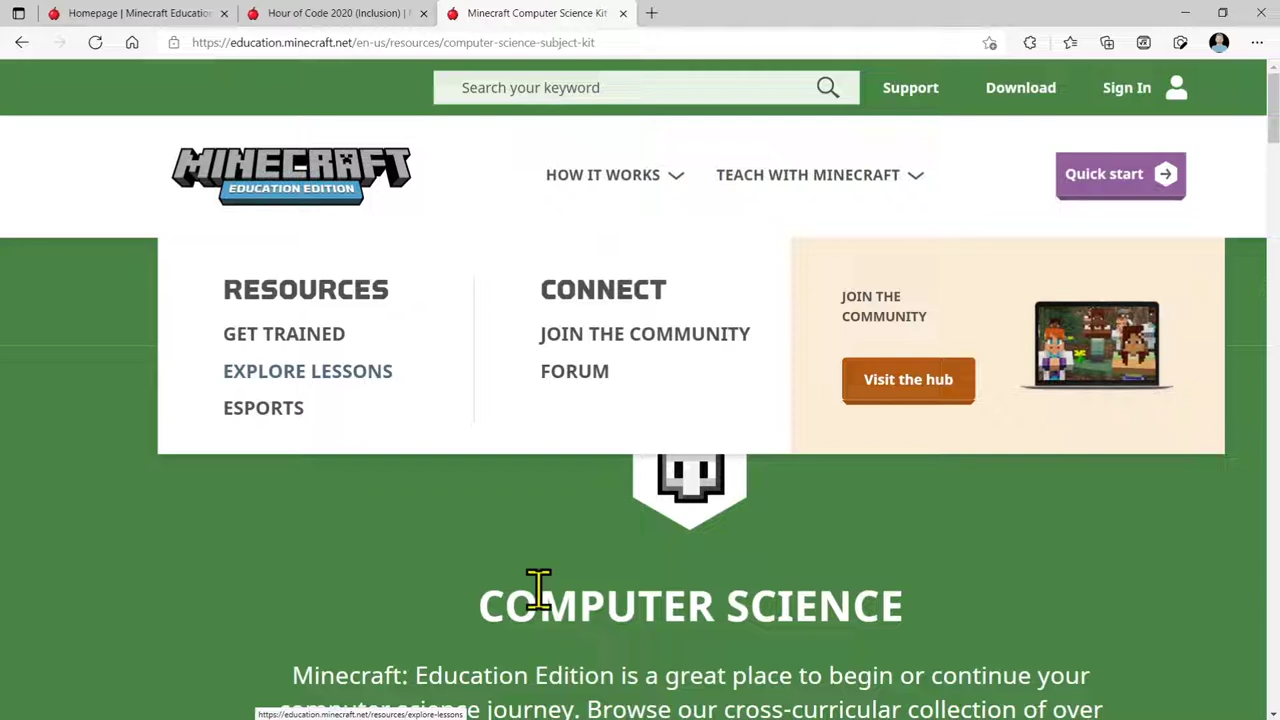 Homepage | Minecraft Education
Hour of Code 2020 (Inclusion) |
Minecraft Computer Science Kit
https://education.minecraft.net/en-us/resources/computer-science-subject-kit
Search your keyword
Support
Download
Sign In
MINECRAFT
EDUCATION EDITION
HOW IT WORKS
TEACH WITH MINECRAFT
Quick start
RESOURCES
GET TRAINED
EXPLORE LESSONS
ESPORTS
CONNECT
JOIN THE COMMUNITY
FORUM
JOIN THE
COMMUNITY
Visit the hub
COMPUTER SCIENCE
Minecraft: Education Edition is a great place to begin or continue your
computer science journey. Browse our cross-curricular collection of over
https://education.minecraft.net/resources/explore-lessons